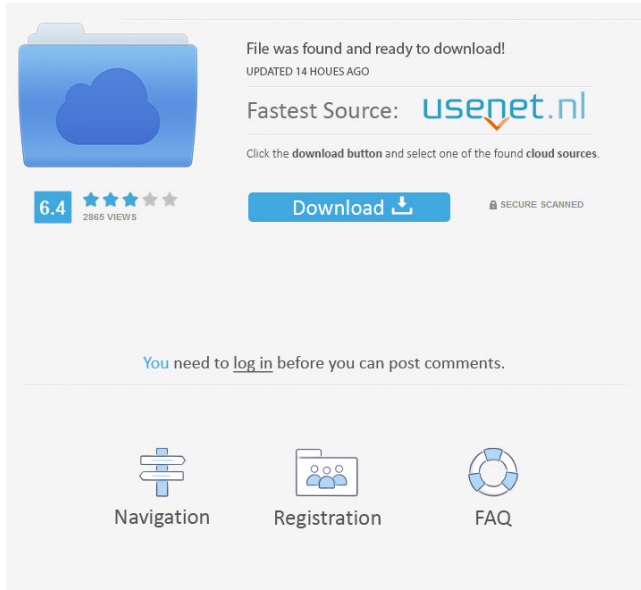 File was found and ready to download!
UPDATED 14 HOUES AGO
Fastest Source: usenet.nl
Click the download button and select one of the found cloud sources.
6.4
2865 VIEWS
Download
SECURE SCANNED
You need to log in before you can post comments.
Navigation
Registration
FAQ